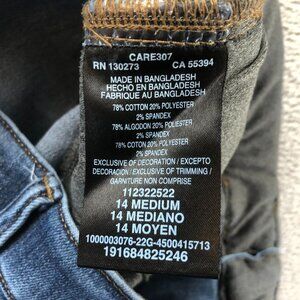 CARE307
RN 130273 CA 55394
MADE IN BANGLADESH
HECHO EN BANGLADESH
FABRIQUE AU BANGLADESH
78% COTTON 20% POLYESTER
2% SPANDEX
78% ALGODON 20% POLYESTER
2% SPANDEX
78% COTON 20% POLYESTER
2% SPANDEX
EXCLUSIVE OF DECORATION / EXCEPTO
DECORACION / EXCLUSIVE OF TRIMMING /
GARNITURE NON COMPRISE
112322522
14 MEDIUM
14 MEDIANO
14 MOYEN
1000003076-22G-4500415713
191684825246